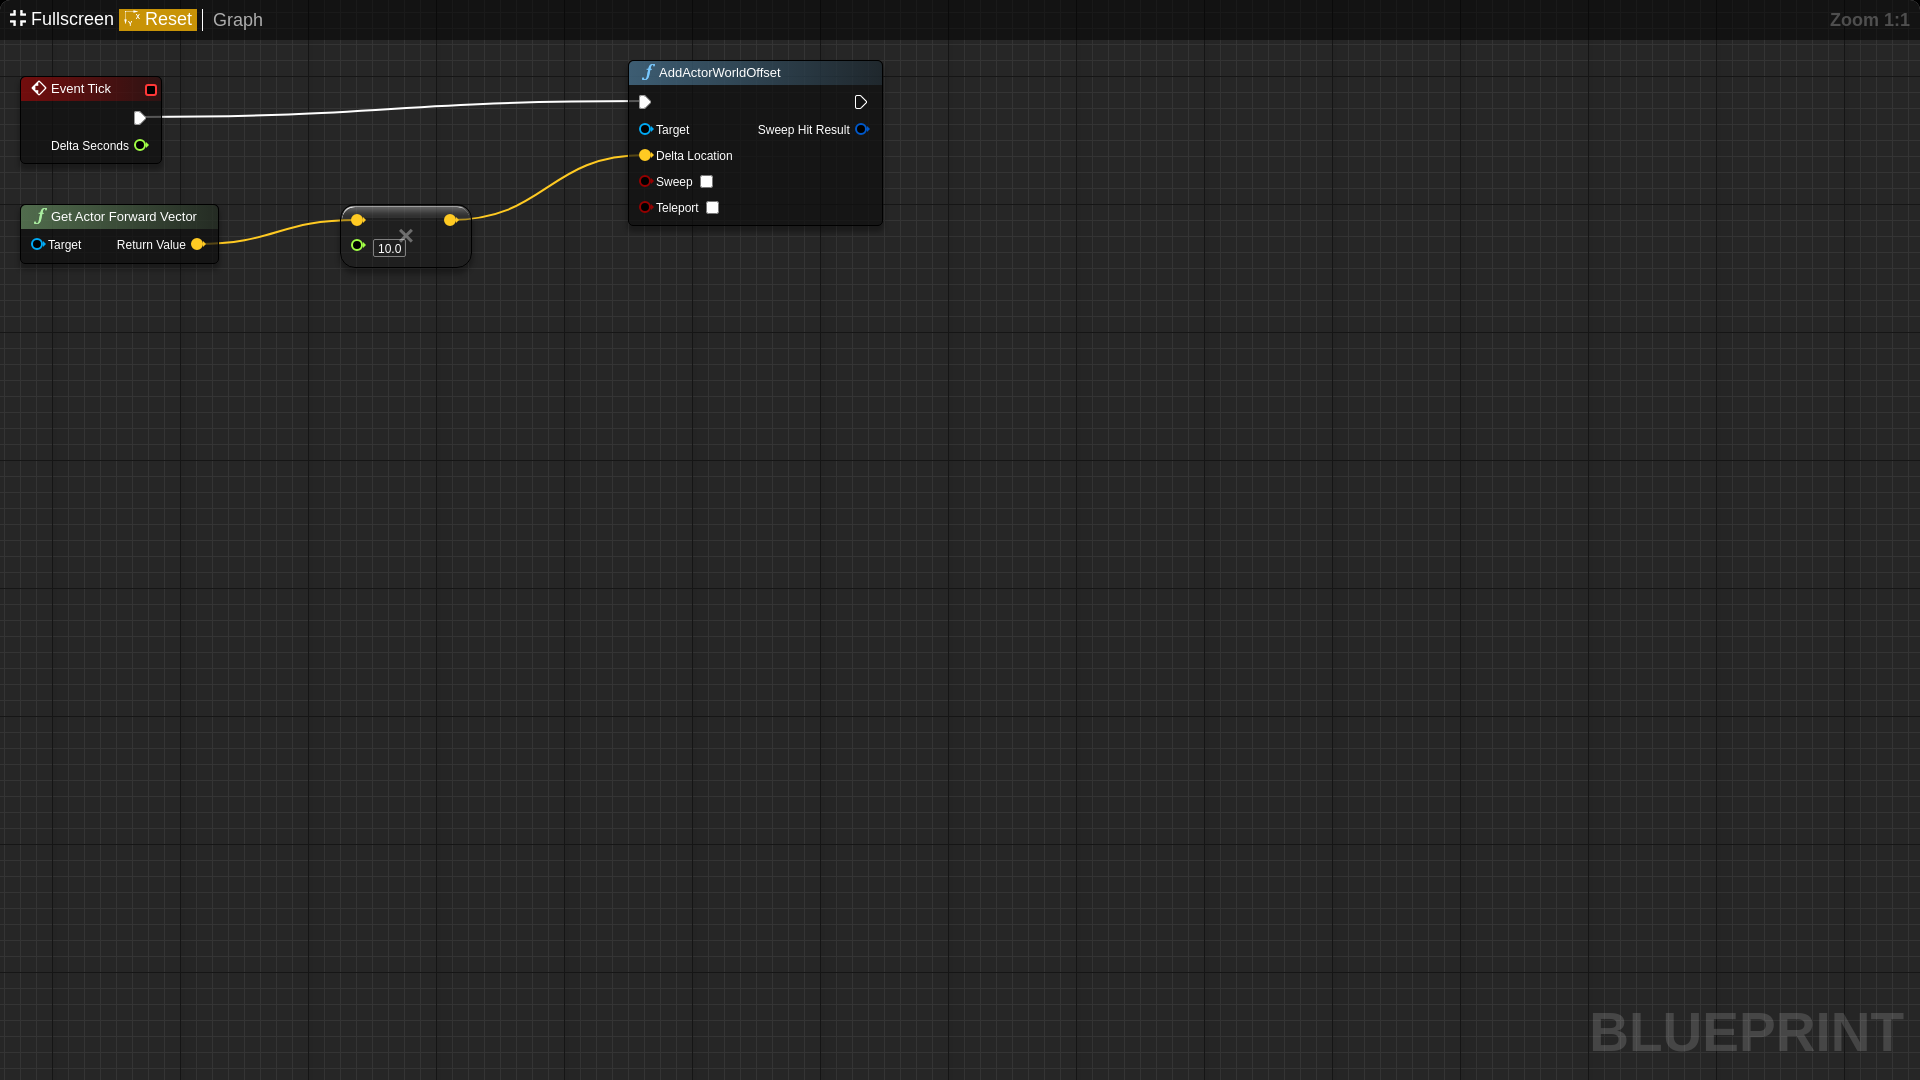 Fullscreen Reset Graph Zoom 1:1
AddActorWorldOffset
Event Tick
Target Sweep Hit Result
Delta Seconds
Delta Location
Sweep
Teleport
Get Actor Forward Vector
Target Return Value
10.0
BLUEPRINT